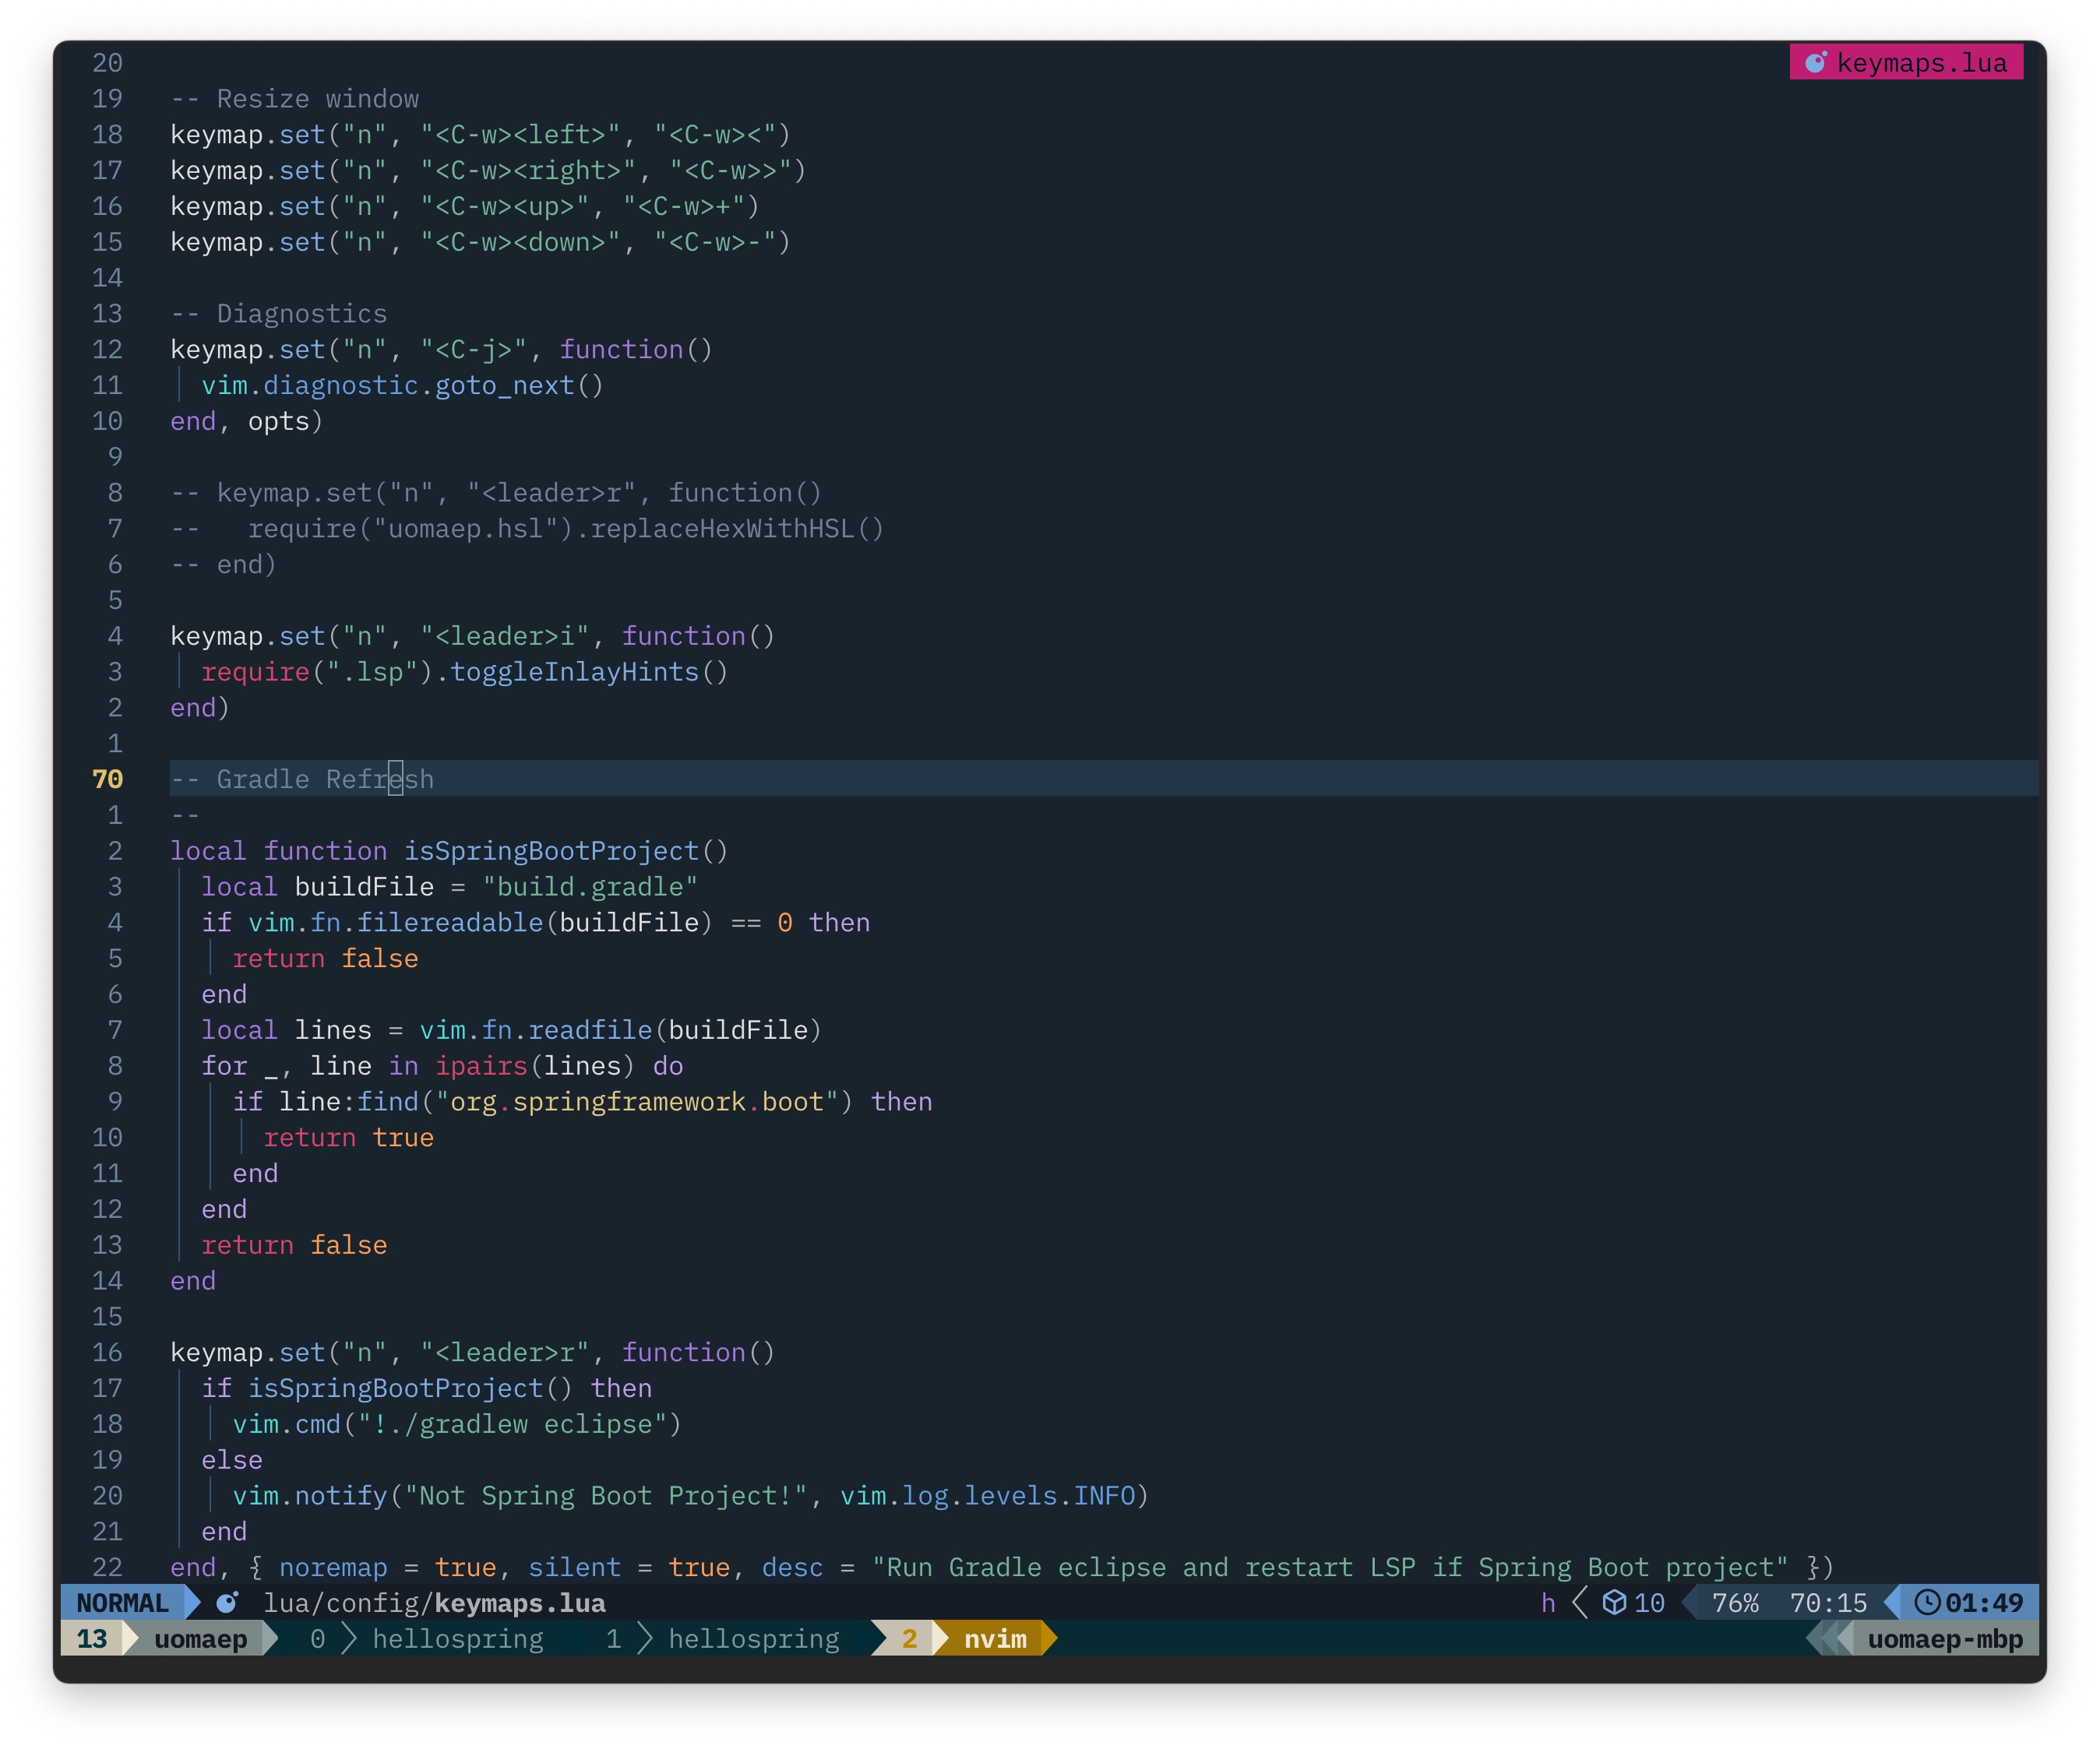 keymaps.lua
20
19 -- Resize window
18 keymap.set("n", "<C-w><left>", "<C-w><")
17 keymap.set("n", "<C-w><right>", "<C-w>>")
16 keymap.set("n", "<C-w><up>", "<C-w>+")
15 keymap.set("n", "<C-w><down>", "<C-w>-")
14
13 -- Diagnostics
12 keymap.set("n", "<C-j>", function()
11   vim.diagnostic.goto_next()
10 end, opts)
9
8 -- keymap.set("n", "<leader>r", function()
7 --   require("uomaep.hsl").replaceHexWithHSL()
6 -- end)
5
4 keymap.set("n", "<leader>i", function()
3   require(".lsp").toggleInlayHints()
2 end)
1
70 -- Gradle Refresh
1 --
2 local function isSpringBootProject()
3   local buildFile = "build.gradle"
4   if vim.fn.filereadable(buildFile) == 0 then
5     return false
6   end
7   local lines = vim.fn.readfile(buildFile)
8   for _, line in ipairs(lines) do
9     if line:find("org.springframework.boot") then
10       return true
11     end
12   end
13   return false
14 end
15
16 keymap.set("n", "<leader>r", function()
17   if isSpringBootProject() then
18     vim.cmd("!./gradlew eclipse")
19   else
20     vim.notify("Not Spring Boot Project!", vim.log.levels.INFO)
21   end
22 end, { noremap = true, silent = true, desc = "Run Gradle eclipse and restart LSP if Spring Boot project" })
NORMAL lua/config/keymaps.lua h 10 76% 70:15 01:49
13 uomaep 0 hellospring 1 hellospring 2 nvim uomaep-mbp